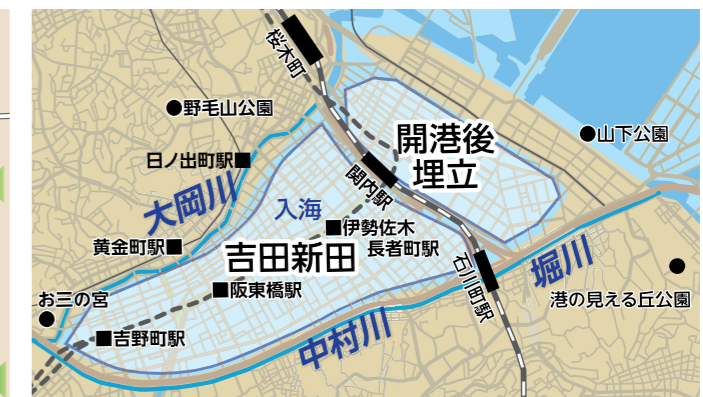 桜木町
●野毛山公園
開港後
埋立
●山下公園
日ノ出町駅■
関内駅
大岡川
入海
■伊勢佐木
長者町駅
黄金町駅■
吉田新田
石川町駅
堀川
■阪東橋駅
港の見える丘公園
お三の宮
■吉野町駅
中村川